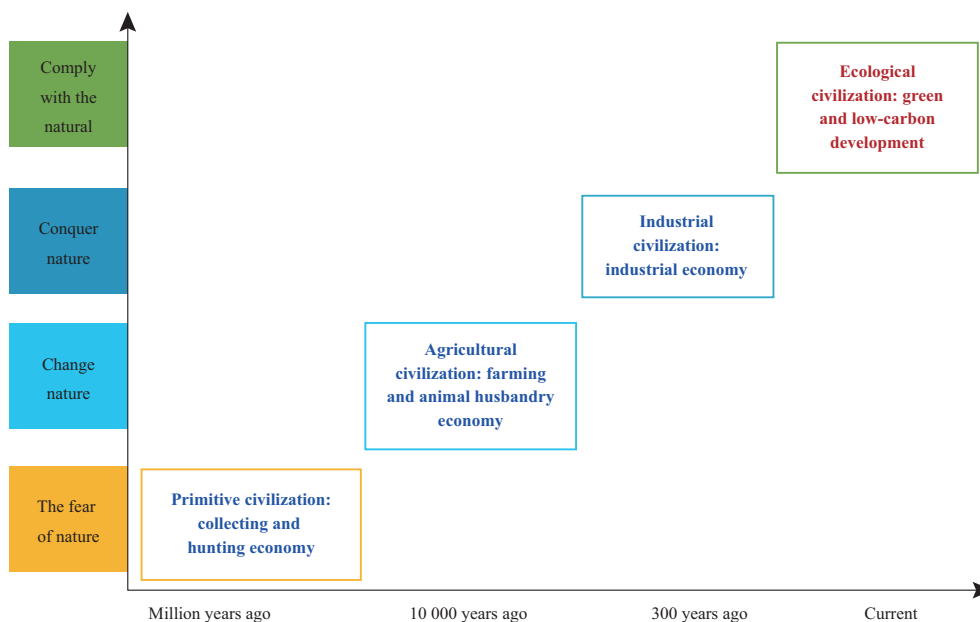 Comply
with the
natural
Ecological
civilization: green
and low-carbon
development
Conquer
nature
Industrial
civilization:
industrial economy
Change
nature
Agricultural
civilization: farming
and animal husbandry
economy
The fear
of nature
Primitive civilization:
collecting and
hunting economy
Million years ago
10 000 years ago
300 years ago
Current